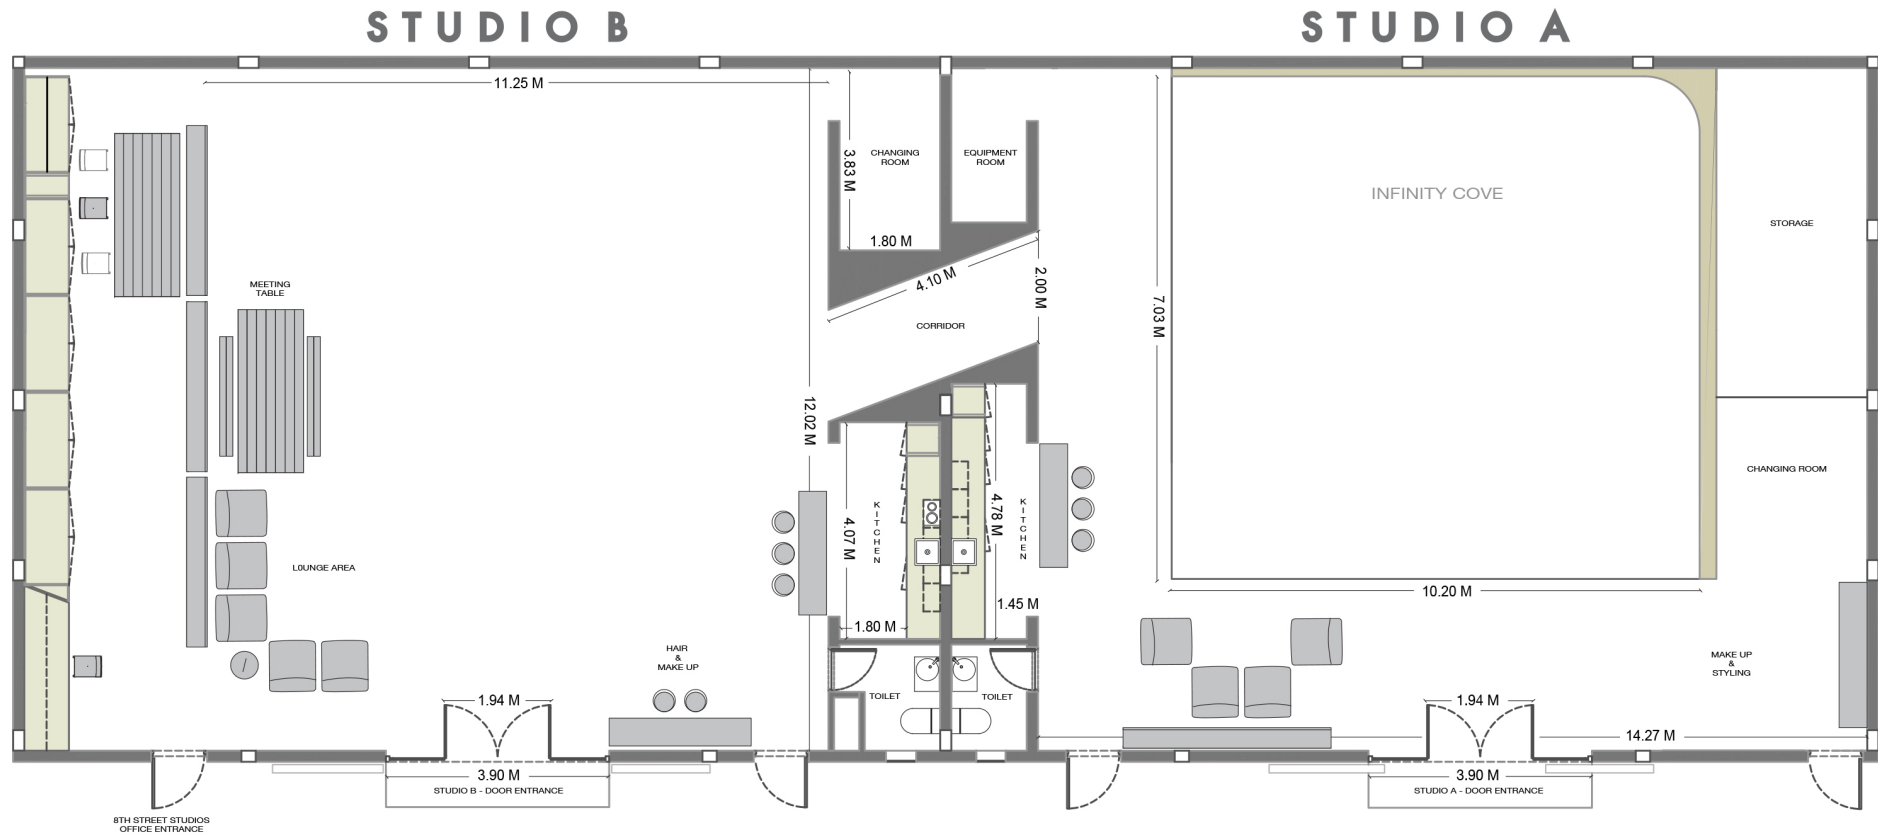 STUDIO B
STUDIO A
11.25 M
3.83 M
CHANGING
ROOM
EQUIPMENT
ROOM
1.80 M
INFINITY COVE
STORAGE
MEETING
TABLE
4.10 M
2.00 M
7.03 M
CORRIDOR
12.02 M
CHANGING ROOM
4.07 M
KITCHEN
4.78 M
KITCHEN
LOUNGE AREA
10.20 M
1.80 M
1.45 M
HAIR
&
MAKE UP
MAKE UP
&
STYLING
TOILET
TOILET
1.94 M
1.94 M
14.27 M
3.90 M
STUDIO B - DOOR ENTRANCE
3.90 M
STUDIO A - DOOR ENTRANCE
8TH STREET STUDIOS
OFFICE ENTRANCE